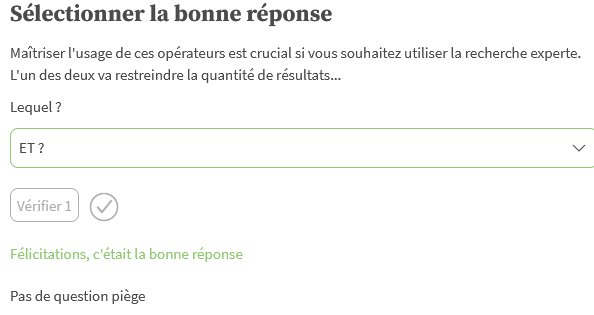 Sélectionner la bonne réponse
Maîtriser l'usage de ces opérateurs est crucial si vous souhaitez utiliser la recherche experte.
L'un des deux va restreindre la quantité de résultats...
Lequel ?
ET ?
Vérifier 1
Félicitations, c'était la bonne réponse
Pas de question piège